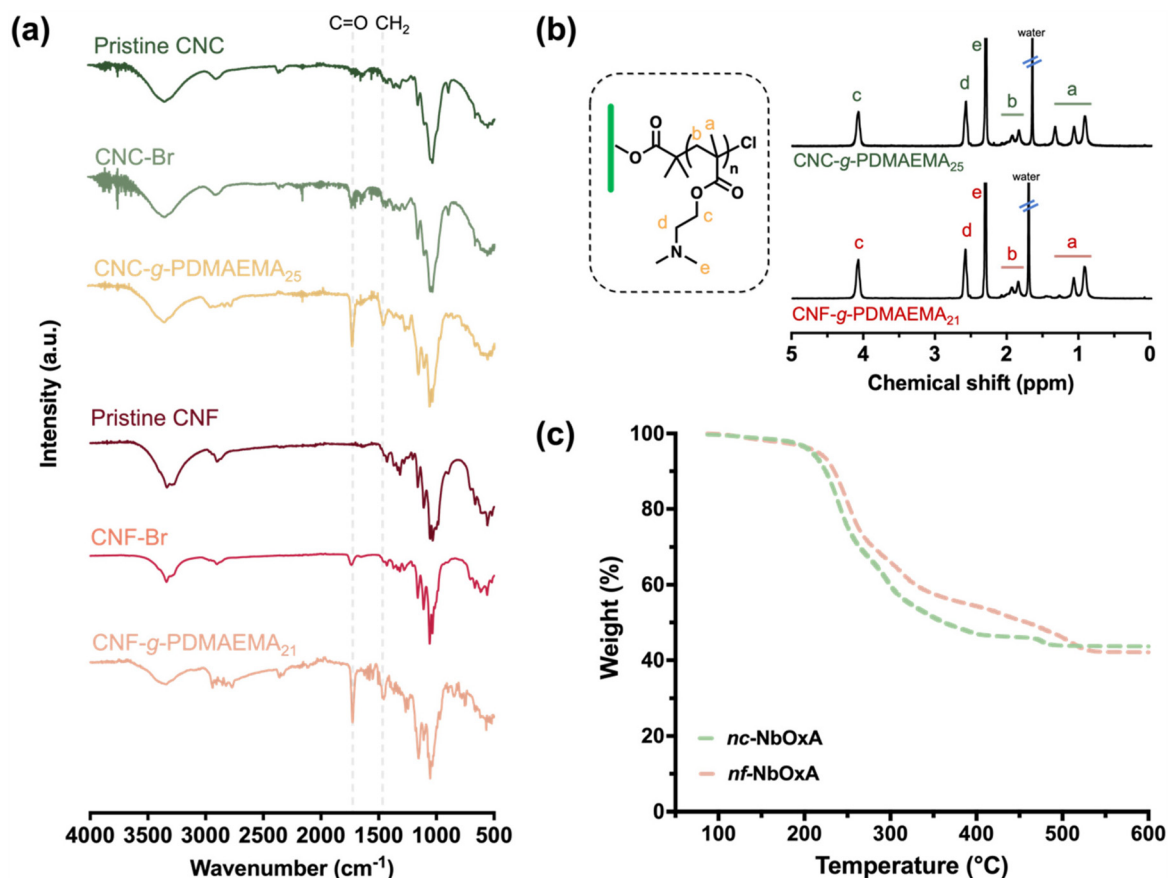 (a)
C=O CH₂
Pristine CNC
CNC-Br
CNC-g-PDMAEMA₂₅
Pristine CNF
CNF-Br
CNF-g-PDMAEMA₂₁
Intensity (a.u.)
4000 3500 3000 2500 2000 1500 1000 500
Wavenumber (cm⁻¹)
(b)
O
O
b
a
Cl
n
O
O
c
d
N
e
water
e
c
d
b
a
CNC-g-PDMAEMA₂₅
water
e
c
d
b
a
CNF-g-PDMAEMA₂₁
5 4 3 2 1 0
Chemical shift (ppm)
(c)
100
80
60
40
20
0
Weight (%)
nc-NbOxA
nf-NbOxA
100 200 300 400 500 600
Temperature (°C)